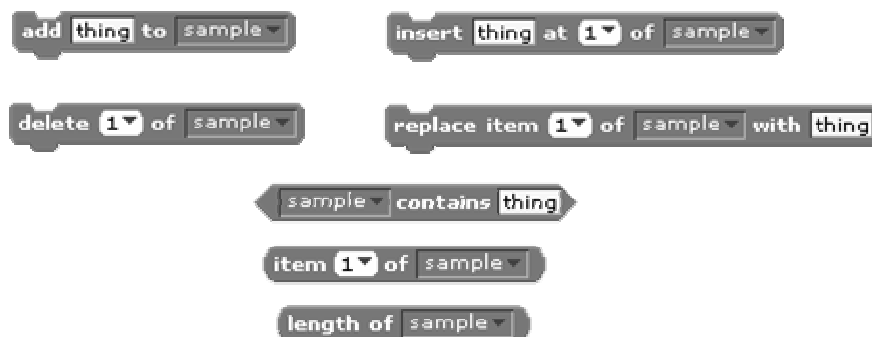 add thing to sample
insert thing at 1 of sample
delete 1 of sample
replace item 1 of sample with thing
sample contains thing
item 1 of sample
length of sample